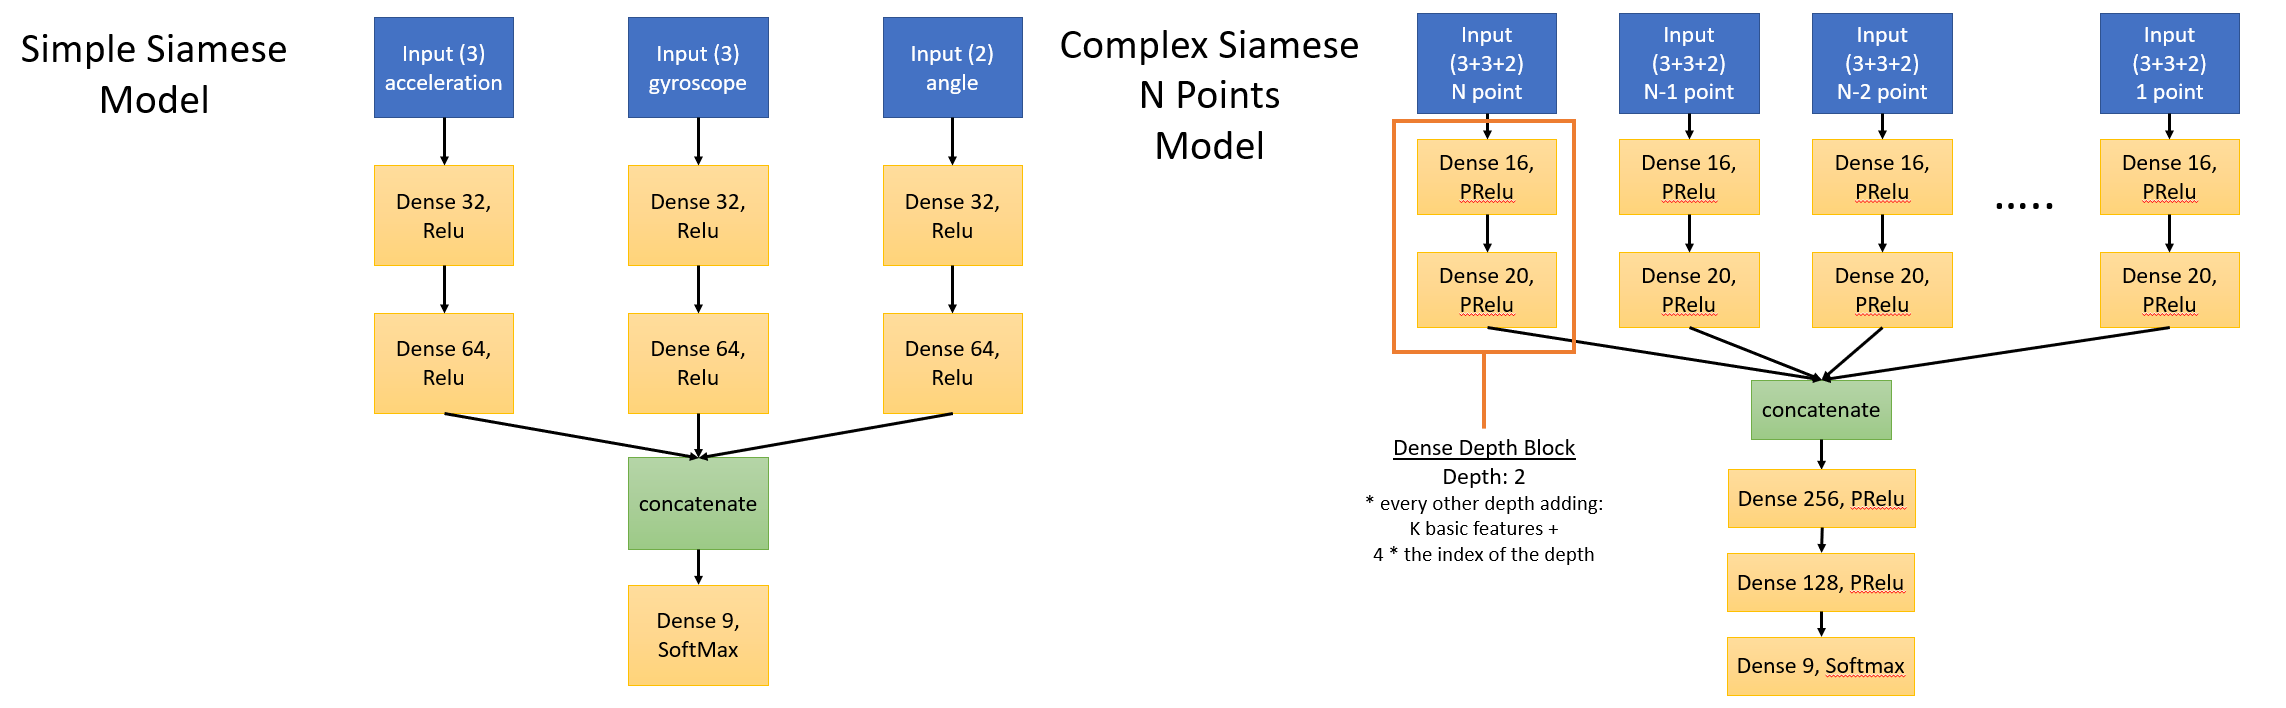 Simple Siamese
Model
Input (3)
acceleration
Input (3)
gyroscope
Input (2)
angle
Dense 32,
Relu
Dense 32,
Relu
Dense 32,
Relu
Dense 64,
Relu
Dense 64,
Relu
Dense 64,
Relu
concatenate
Dense 9,
SoftMax
Complex Siamese
N Points
Model
Input
(3+3+2)
N point
Input
(3+3+2)
N-1 point
Input
(3+3+2)
N-2 point
Input
(3+3+2)
1 point
Dense 16,
PRelu
Dense 16,
PRelu
Dense 16,
PRelu
.....
Dense 16,
PRelu
Dense 20,
PRelu
Dense 20,
PRelu
Dense 20,
PRelu
Dense 20,
PRelu
Dense Depth Block
Depth: 2
* every other depth adding:
K basic features +
4 * the index of the depth
concatenate
Dense 256, PRelu
Dense 128, PRelu
Dense 9, Softmax